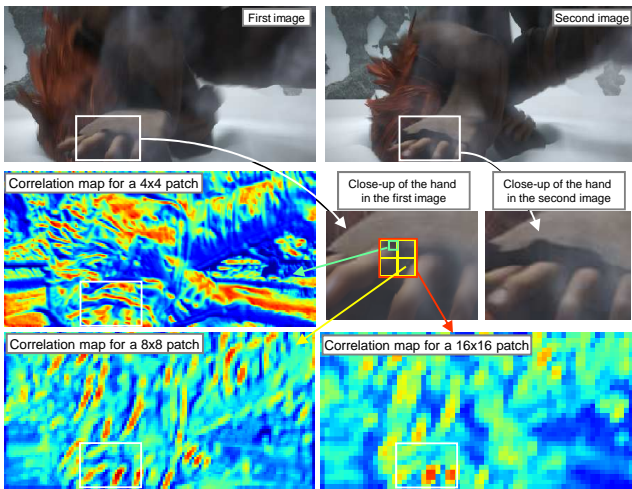 First image
Second image
Correlation map for a 4x4 patch
Close-up of the hand
in the first image
Close-up of the hand
in the second image
Correlation map for a 8x8 patch
Correlation map for a 16x16 patch